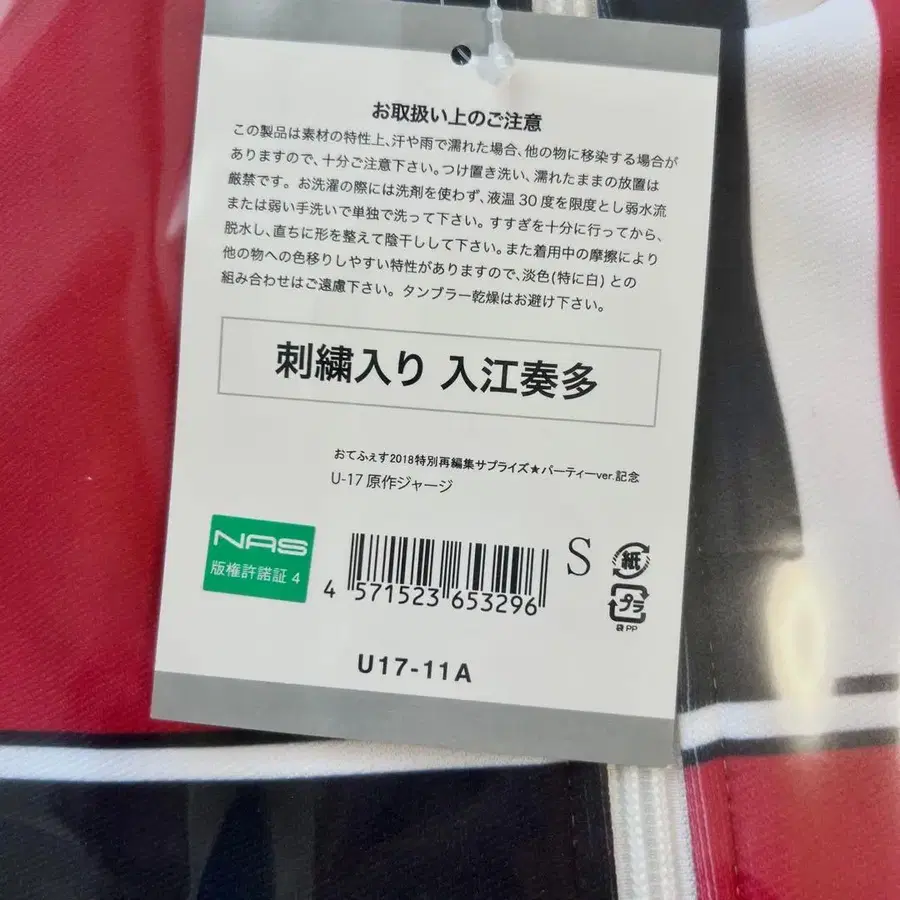 お取扱い上のご注意
この製品は素材の特性上、汗や雨で濡れた場合、他の物に移染する場合が
ありますので、十分ご注意下さい。つけ置き洗い、濡れたままの放置は
厳禁です。お洗濯の際には洗剤を使わず、液温30度を限度とし弱水流
または弱い手洗いで単独で洗って下さい。すすぎを十分に行ってから、
脱水し、直ちに形を整えて陰干しして下さい。また着用中の摩擦により
他の物への色移りしやすい特性がありますので、淡色(特に白)との
組み合わせはご遠慮下さい。タンブラー乾燥はお避け下さい。
刺繍入り 入江奏多
おてふぇす2018特別再編集サプライズ★パーティーver.記念
U-17 原作ジャージ
NAS
版権許諾証 4
4 571523 653296
S
紙
プラ
袋 PP
U17-11A